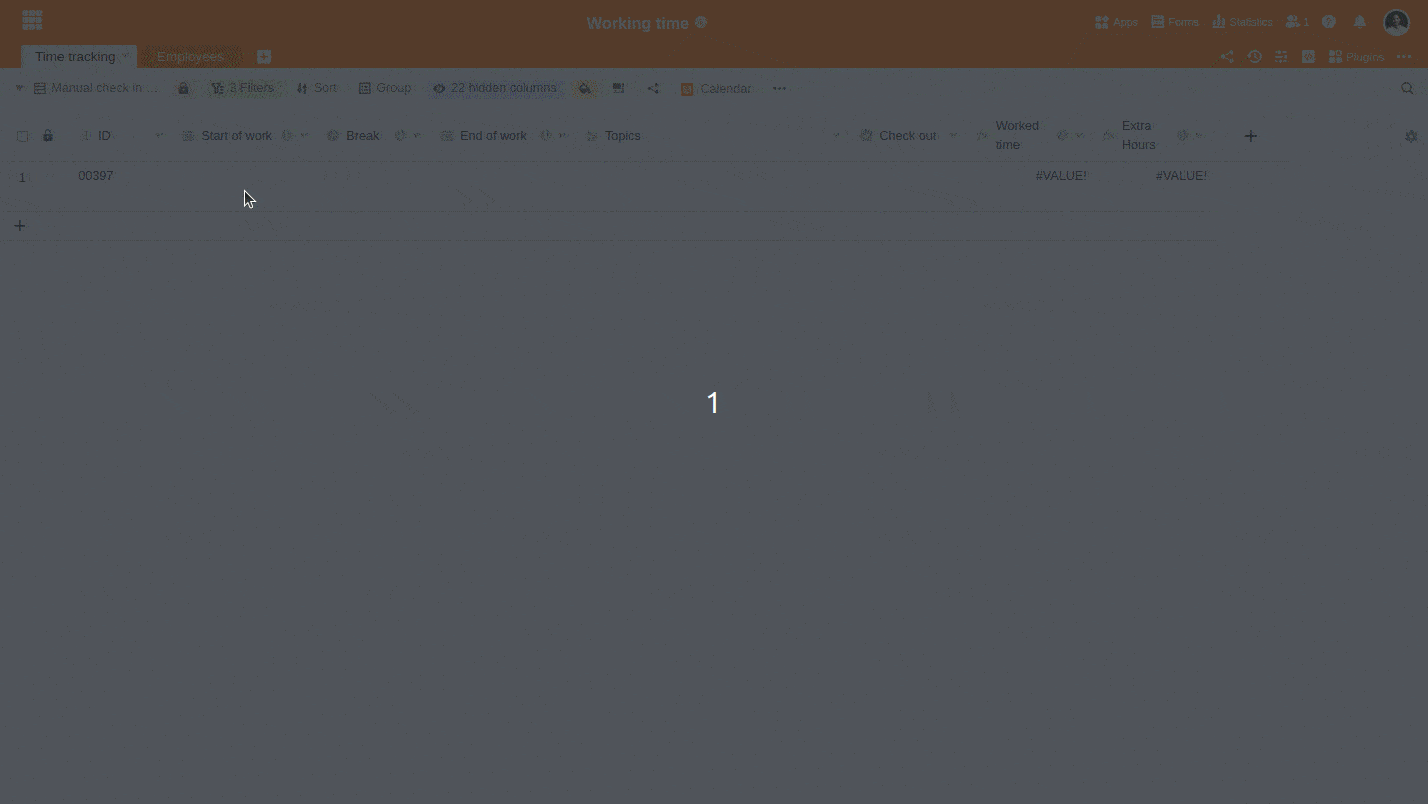 Working time
Apps Forms Statistics 1
Time tracking Employees
Plugins
Manual check in ... 3 Filters Sort Group 22 hidden columns Calendar
ID Start of work Break End of work Topics Check out Worked time Extra Hours
1 00397 #VALUE! #VALUE!
1